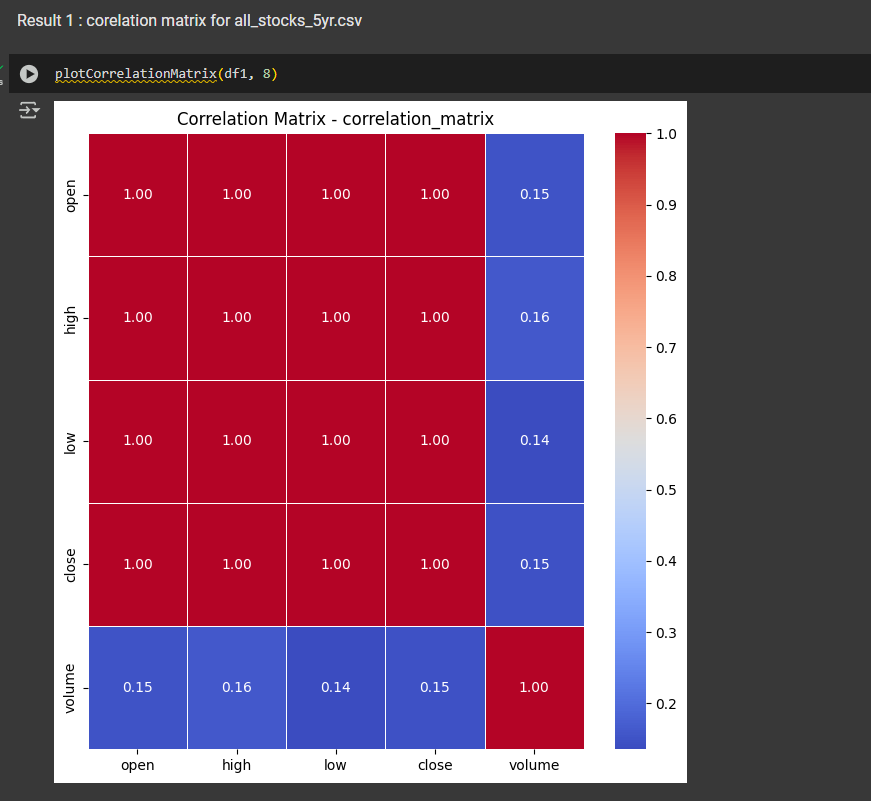 Result 1 : corelation matrix for all_stocks_5yr.csv
s
plotCorrelationMatrix(df1, 8)
Correlation Matrix - correlation_matrix
open 1.00 1.00 1.00 1.00 0.15
high 1.00 1.00 1.00 1.00 0.16
low 1.00 1.00 1.00 1.00 0.14
close 1.00 1.00 1.00 1.00 0.15
volume 0.15 0.16 0.14 0.15 1.00
open high low close volume
1.0
0.9
0.8
0.7
0.6
0.5
0.4
0.3
0.2